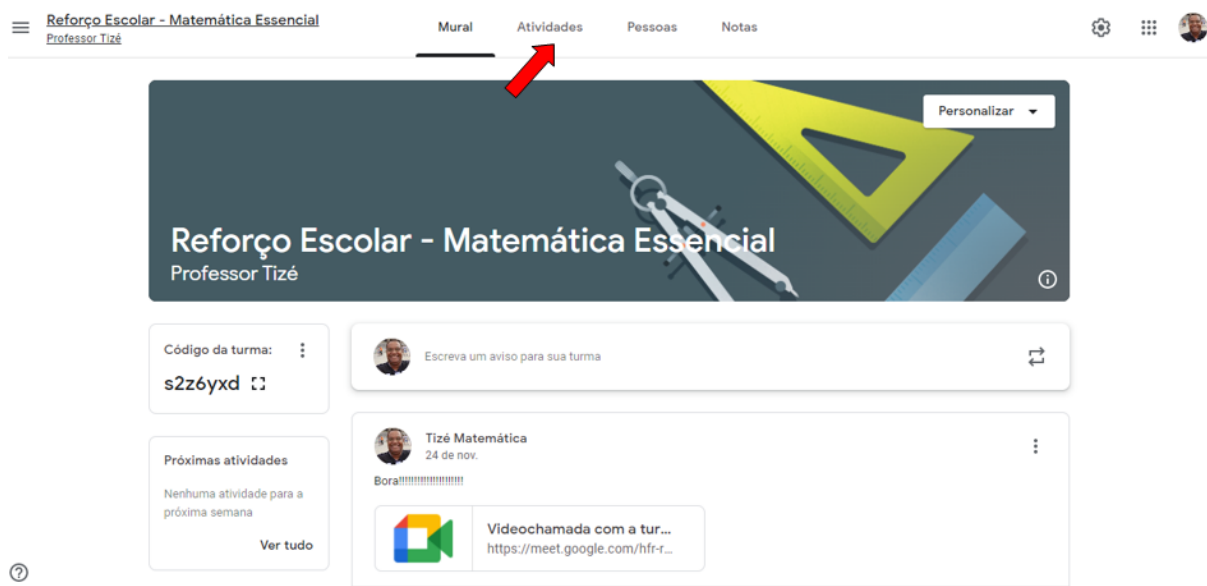 Reforço Escolar - Matemática Essencial
Professor Tizé
Mural Atividades Pessoas Notas
Personalizar
Reforço Escolar - Matemática Essencial
Professor Tizé
Código da turma:
s2z6yxd
Escreva um aviso para sua turma
Próximas atividades
Nenhuma atividade para a
próxima semana
Ver tudo
Tizé Matemática
24 de nov.
Bora!!!!!!!!!!!!!!!!!!!!!!
Videochamada com a tur...
https://meet.google.com/hfr-r...